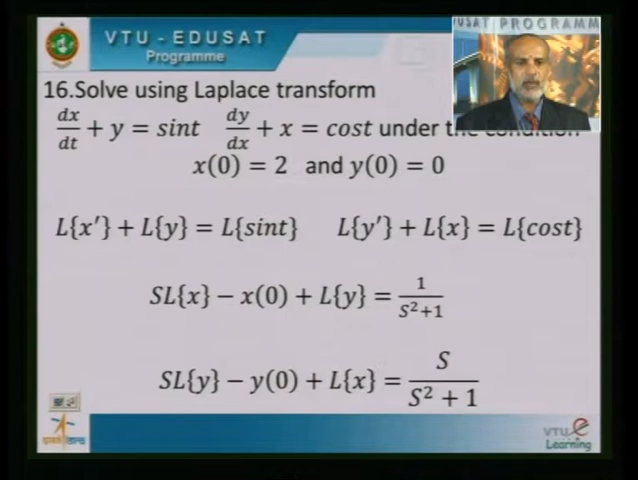 VTU - EDUSAT
Programme
USAT PROGRAMM
16.Solve using Laplace transform
dx/dt + y = sint dy/dx + x = cost under the condition
x(0) = 2 and y(0) = 0
L{x′} + L{y} = L{sint} L{y′} + L{x} = L{cost}
SL{x} − x(0) + L{y} = 1/(S²+1)
SL{y} − y(0) + L{x} = S/(S² + 1)
VTU e
Learning